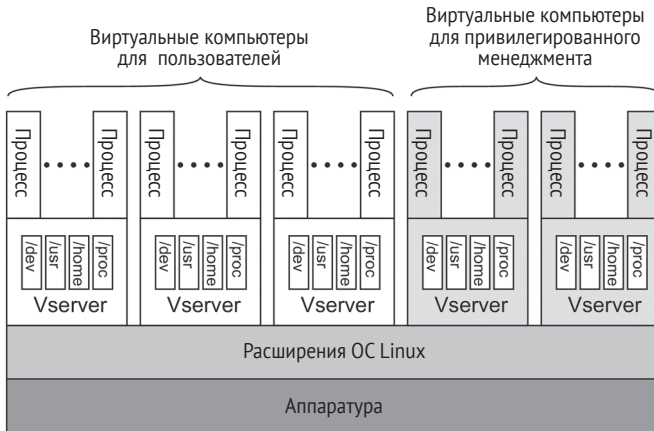 Виртуальные компьютеры
для пользователей
Виртуальные компьютеры
для привилегированного
менеджмента
Процесс
Процесс
Процесс
Процесс
Процесс
Процесс
Процесс
Процесс
Процесс
Процесс
/dev
/usr
/home
/proc
/dev
/usr
/home
/proc
/dev
/usr
/home
/proc
/dev
/usr
/home
/proc
/dev
/usr
/home
/proc
Vserver
Vserver
Vserver
Vserver
Vserver
Расширения ОС Linux
Аппаратура